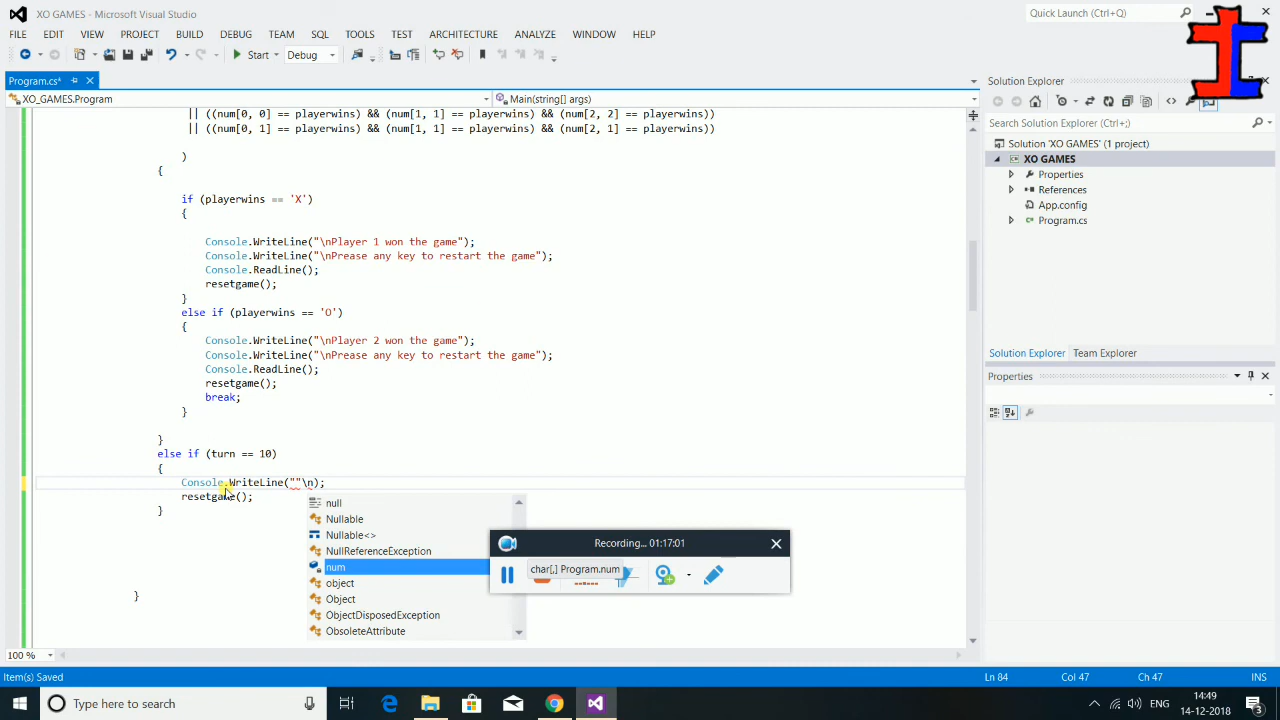 XO GAMES - Microsoft Visual Studio
Quick Launch (Ctrl+Q)
FILE EDIT VIEW PROJECT BUILD DEBUG TEAM SQL TOOLS TEST ARCHITECTURE ANALYZE WINDOW HELP
Start Debug
Program.cs*
Solution Explorer
XO_GAMES.Program Main(string[] args)
|| ((num[0, 0] == playerwins) && (num[1, 1] == playerwins) && (num[2, 2] == playerwins))
|| ((num[0, 1] == playerwins) && (num[1, 1] == playerwins) && (num[2, 1] == playerwins))
)
{
if (playerwins == 'X')
{
Console.WriteLine("\nPlayer 1 won the game");
Console.WriteLine("\nPrease any key to restart the game");
Console.ReadLine();
resetgame();
}
else if (playerwins == 'O')
{
Console.WriteLine("\nPlayer 2 won the game");
Console.WriteLine("\nPrease any key to restart the game");
Console.ReadLine();
resetgame();
break;
}
}
else if (turn == 10)
{
Console.WriteLine(""\n);
resetgame();
}
}
null
Nullable
Nullable<>
NullReferenceException
num
object
Object
ObjectDisposedException
ObsoleteAttribute
Recording... 01:17:01
char[,] Program.num
Search Solution Explorer (Ctrl+;)
Solution 'XO GAMES' (1 project)
XO GAMES
Properties
References
App.config
Program.cs
Solution Explorer Team Explorer
Properties
100 %
Item(s) Saved Ln 84 Col 47 Ch 47 INS
Type here to search
ENG
14:49
14-12-2018
3